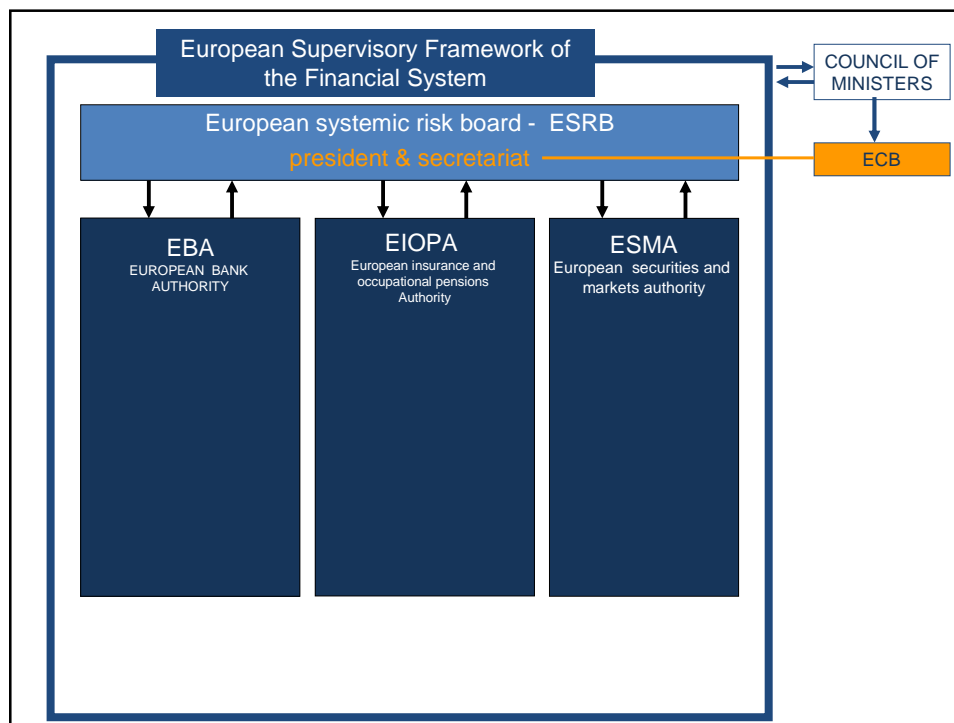 European Supervisory Framework of
the Financial System
COUNCIL OF
MINISTERS
European systemic risk board - ESRB
president & secretariat
ECB
EBA
EUROPEAN BANK
AUTHORITY
EIOPA
European insurance and
occupational pensions
Authority
ESMA
European securities and
markets authority